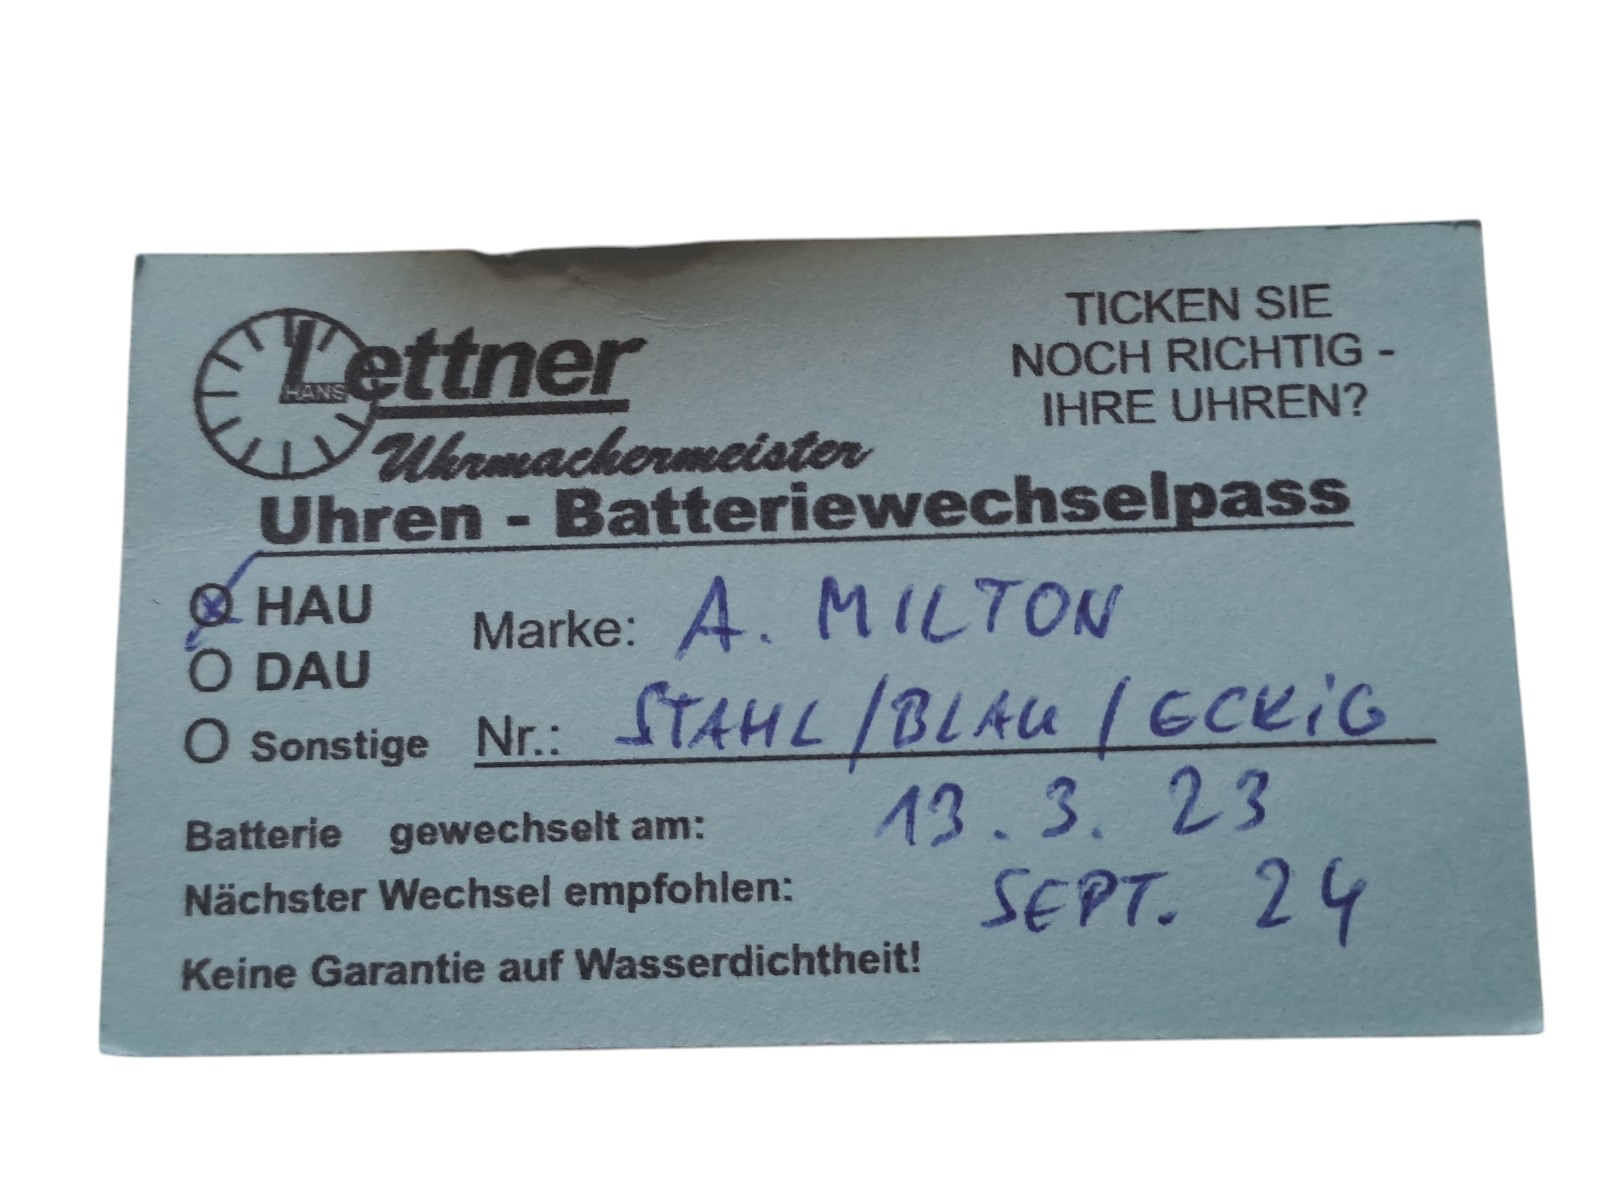 Lettner
HANS
Uhrmachermeister
TICKEN SIE
NOCH RICHTIG -
IHRE UHREN?
Uhren - Batteriewechselpass
HAU
DAU
Sonstige
Marke: A. MILTON
Nr.: STAHL/BLAU/ECKiG
Batterie gewechselt am: 13.3.23
Nächster Wechsel empfohlen: SEPT. 24
Keine Garantie auf Wasserdichtheit!